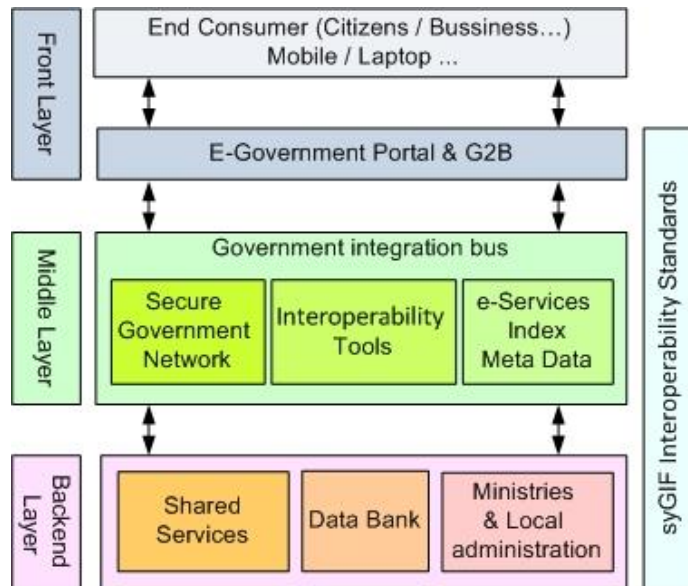 Front Layer
End Consumer (Citizens / Bussiness...)
Mobile / Laptop ...
E-Government Portal & G2B
Middle Layer
Government integration bus
Secure
Government
Network
Interoperability
Tools
e-Services
Index
Meta Data
Backend
Layer
Shared
Services
Data Bank
Ministries
& Local
administration
syGIF Interoperability Standards